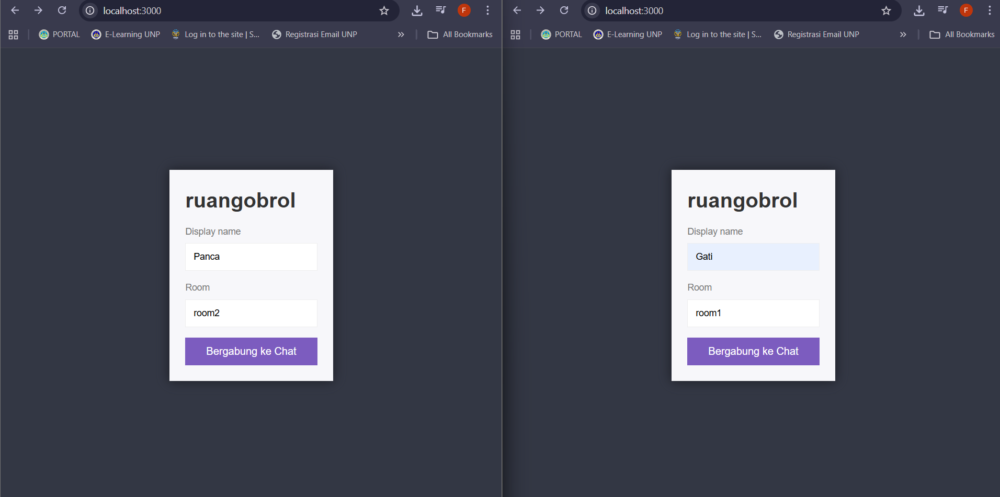 localhost:3000
F
PORTAL
E-Learning UNP
Log in to the site | S...
Registrasi Email UNP
All Bookmarks
ruangobrol
Display name
Panca
Room
room2
Bergabung ke Chat
localhost:3000
F
PORTAL
E-Learning UNP
Log in to the site | S...
Registrasi Email UNP
All Bookmarks
ruangobrol
Display name
Gati
Room
room1
Bergabung ke Chat